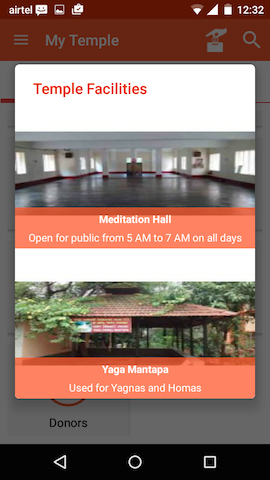 airtel
12:32
My Temple
Temple Facilities
Meditation Hall
Open for public from 5 AM to 7 AM on all days
Yaga Mantapa
Used for Yagnas and Homas
Donors